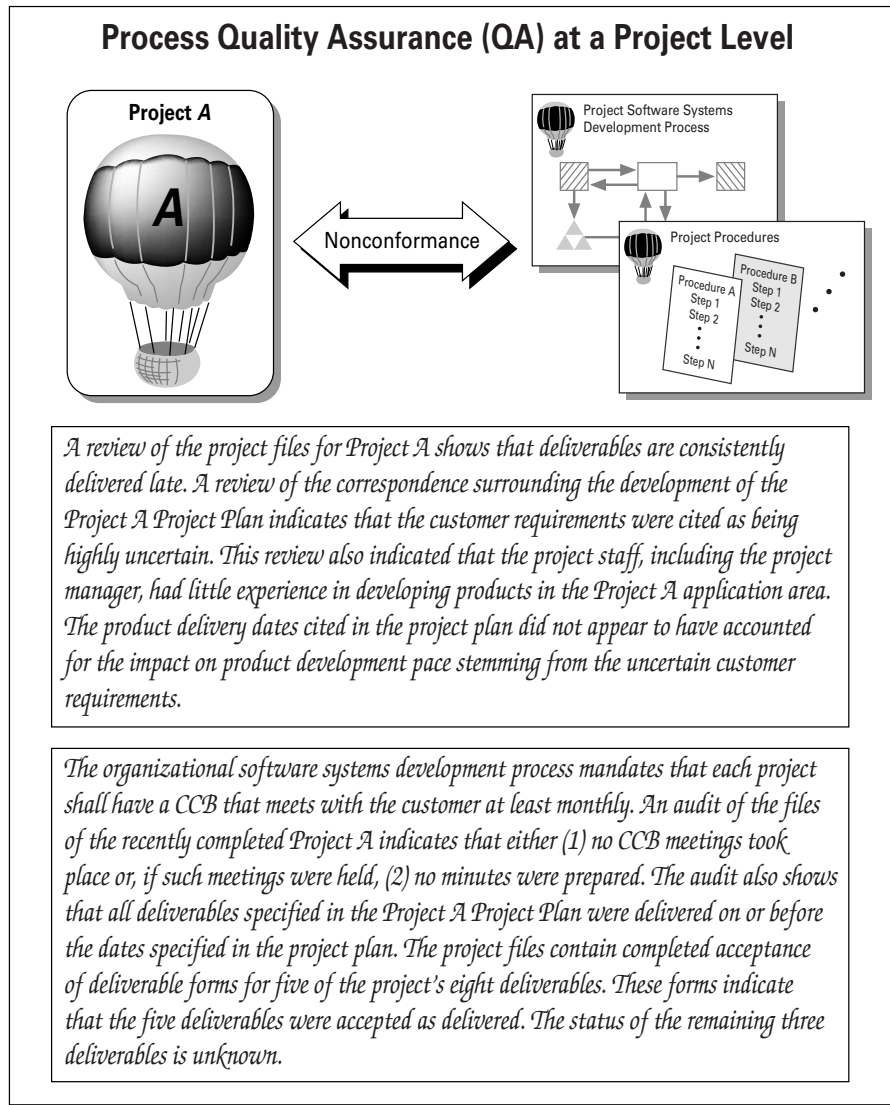 Process Quality Assurance (QA) at a Project Level
Project A
A
Nonconformance
Project Software Systems
Development Process
Project Procedures
Procedure A
Step 1
Step 2
Step N
Procedure B
Step 1
Step 2
Step N
A review of the project files for Project A shows that deliverables are consistently
delivered late. A review of the correspondence surrounding the development of the
Project A Project Plan indicates that the customer requirements were cited as being
highly uncertain. This review also indicated that the project staff, including the project
manager, had little experience in developing products in the Project A application area.
The product delivery dates cited in the project plan did not appear to have accounted
for the impact on product development pace stemming from the uncertain customer
requirements.
The organizational software systems development process mandates that each project
shall have a CCB that meets with the customer at least monthly. An audit of the files
of the recently completed Project A indicates that either (1) no CCB meetings took
place or, if such meetings were held, (2) no minutes were prepared. The audit also shows
that all deliverables specified in the Project A Project Plan were delivered on or before
the dates specified in the project plan. The project files contain completed acceptance
of deliverable forms for five of the project's eight deliverables. These forms indicate
that the five deliverables were accepted as delivered. The status of the remaining three
deliverables is unknown.